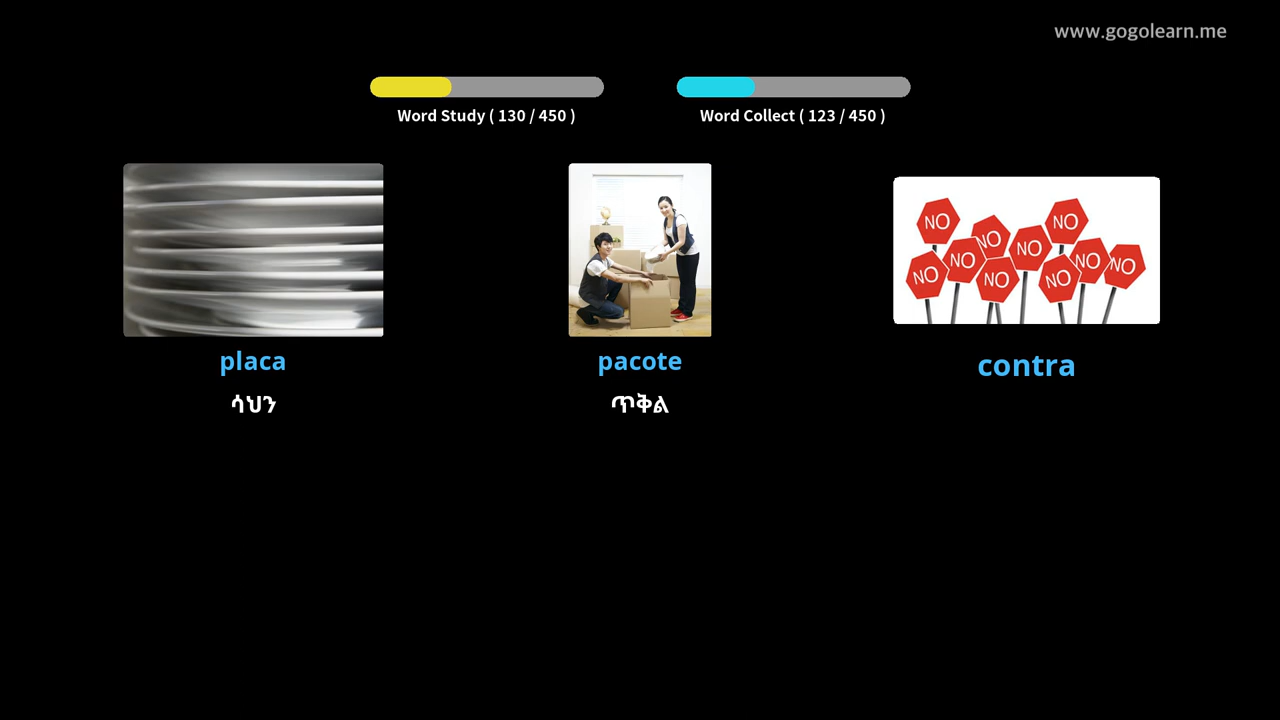 www.gogolearn.me
Word Study ( 130 / 450 )
Word Collect ( 123 / 450 )
NO
NO
NO
NO
NO
NO
NO
NO
NO
NO
placa
pacote
contra
ሳህን
ጥቅል